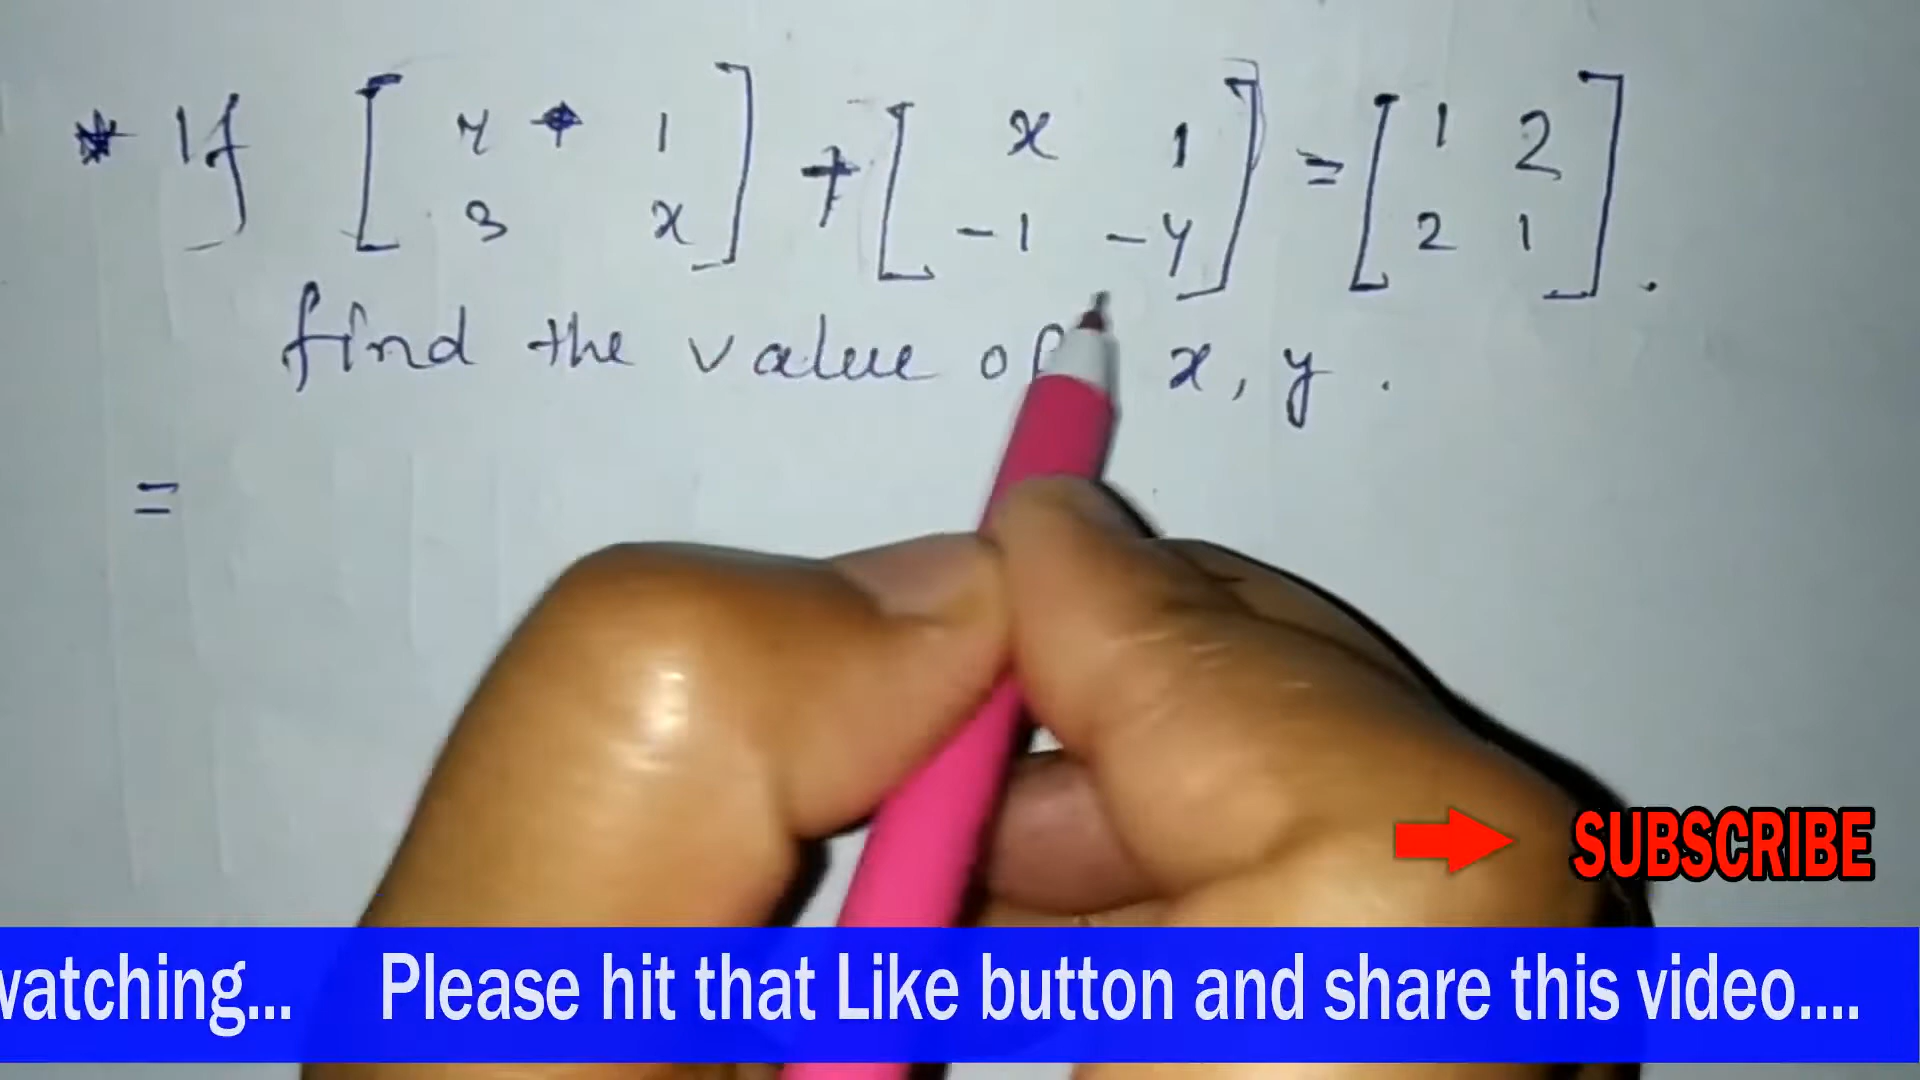 * If [ y 1 ] + [ x 1 ] = [ 1 2 ] .
[ 3 x ] [ -1 -y ] [ 2 1 ]
find the value of x, y .
=
SUBSCRIBE
watching... Please hit that Like button and share this video....